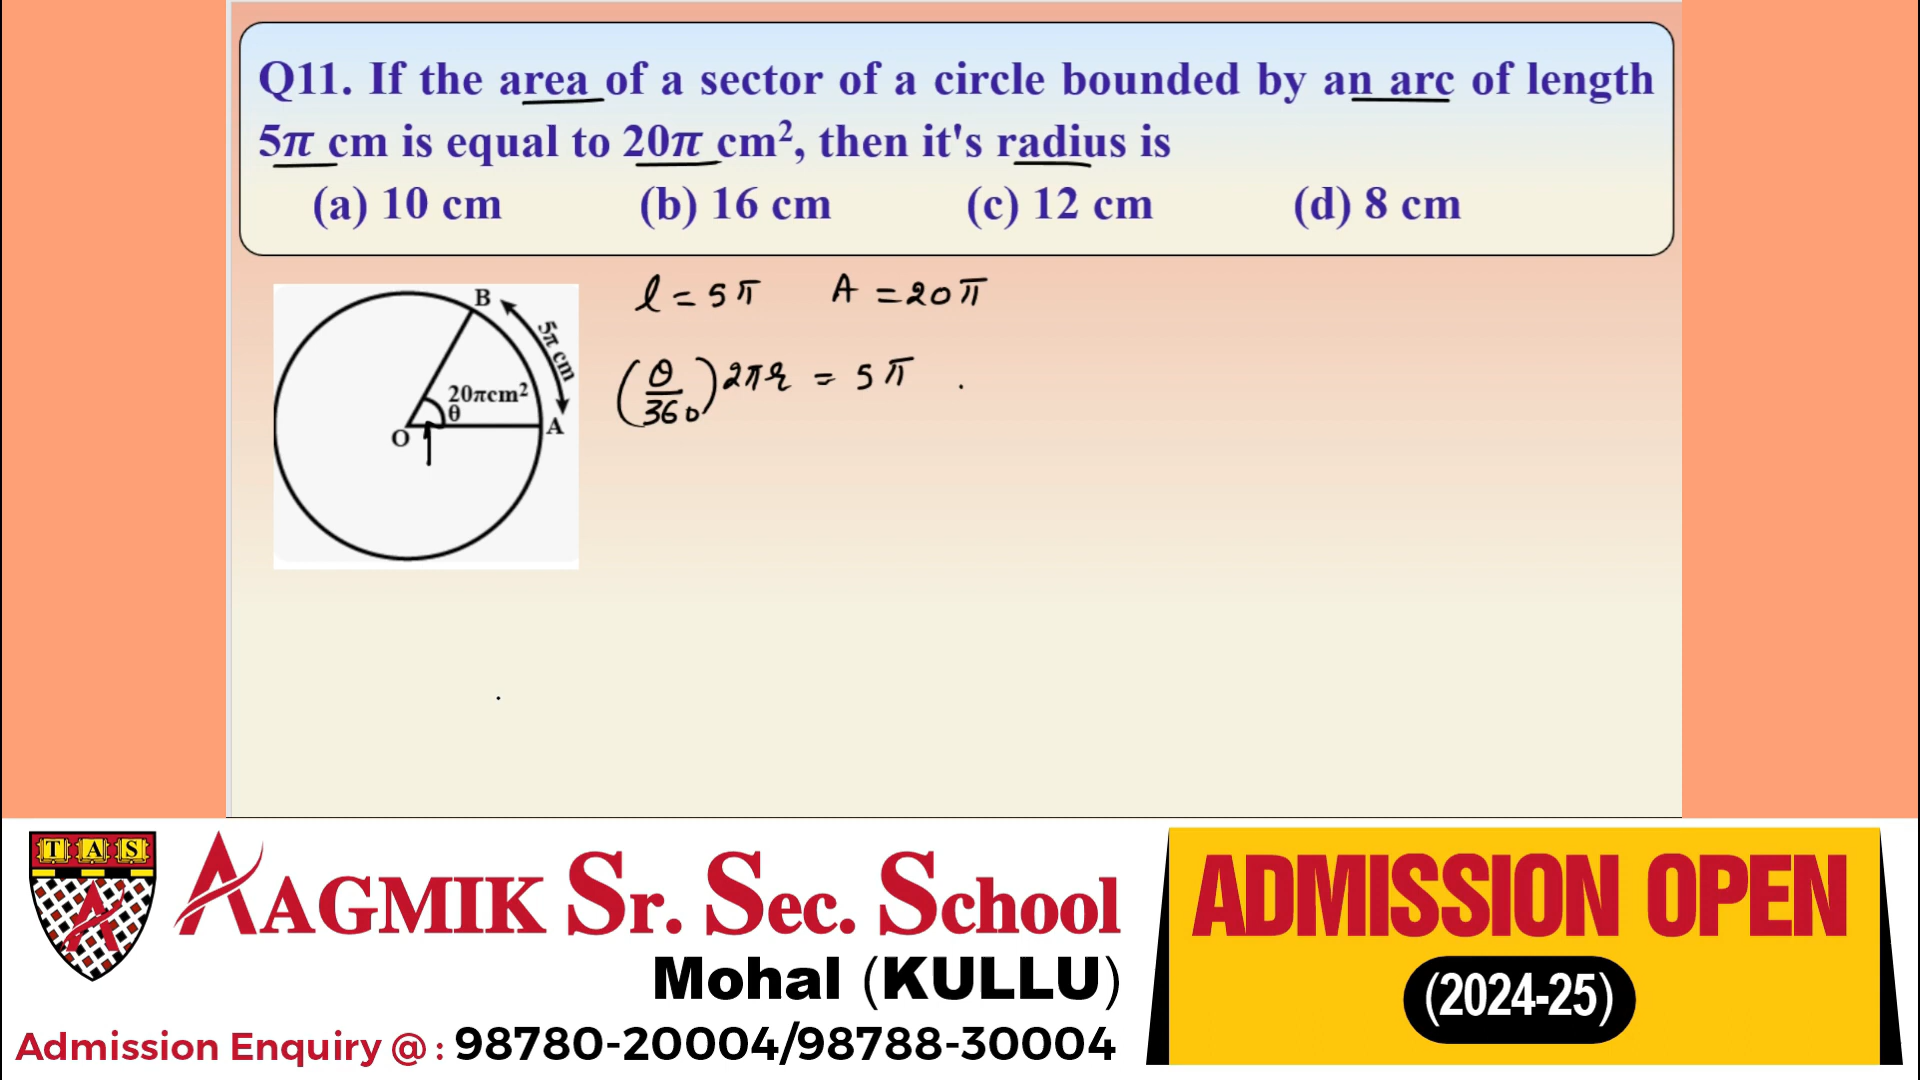 Q11. If the area of a sector of a circle bounded by an arc of length
5π cm is equal to 20π cm², then it's radius is
(a) 10 cm (b) 16 cm (c) 12 cm (d) 8 cm
l = 5π A = 20π
(θ/360) 2πr = 5π
B
5π cm
20πcm²
θ
O
A
T A S
AAGMIK Sr. Sec. School
Mohal (KULLU)
Admission Enquiry @ : 98780-20004/98788-30004
ADMISSION OPEN
(2024-25)